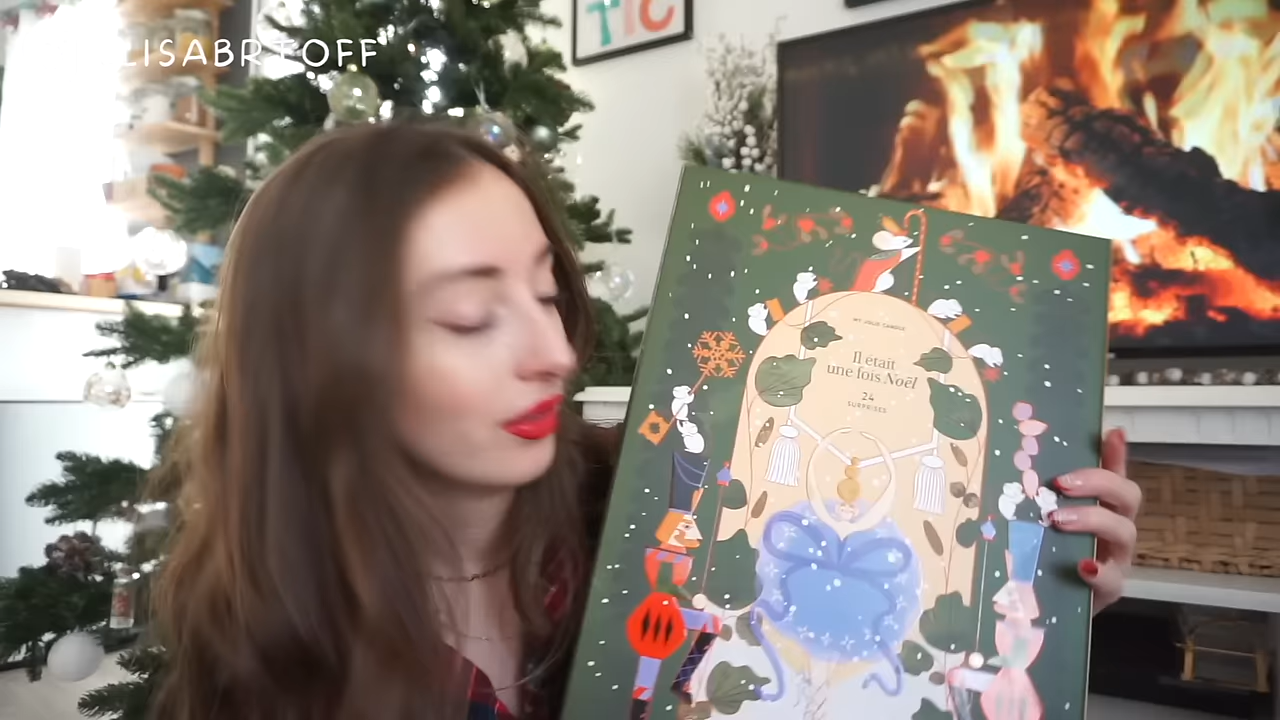 LISABRTOFF
TIC
MY JOLIE CANDLE
Il était
une fois Noël
24
SURPRISES